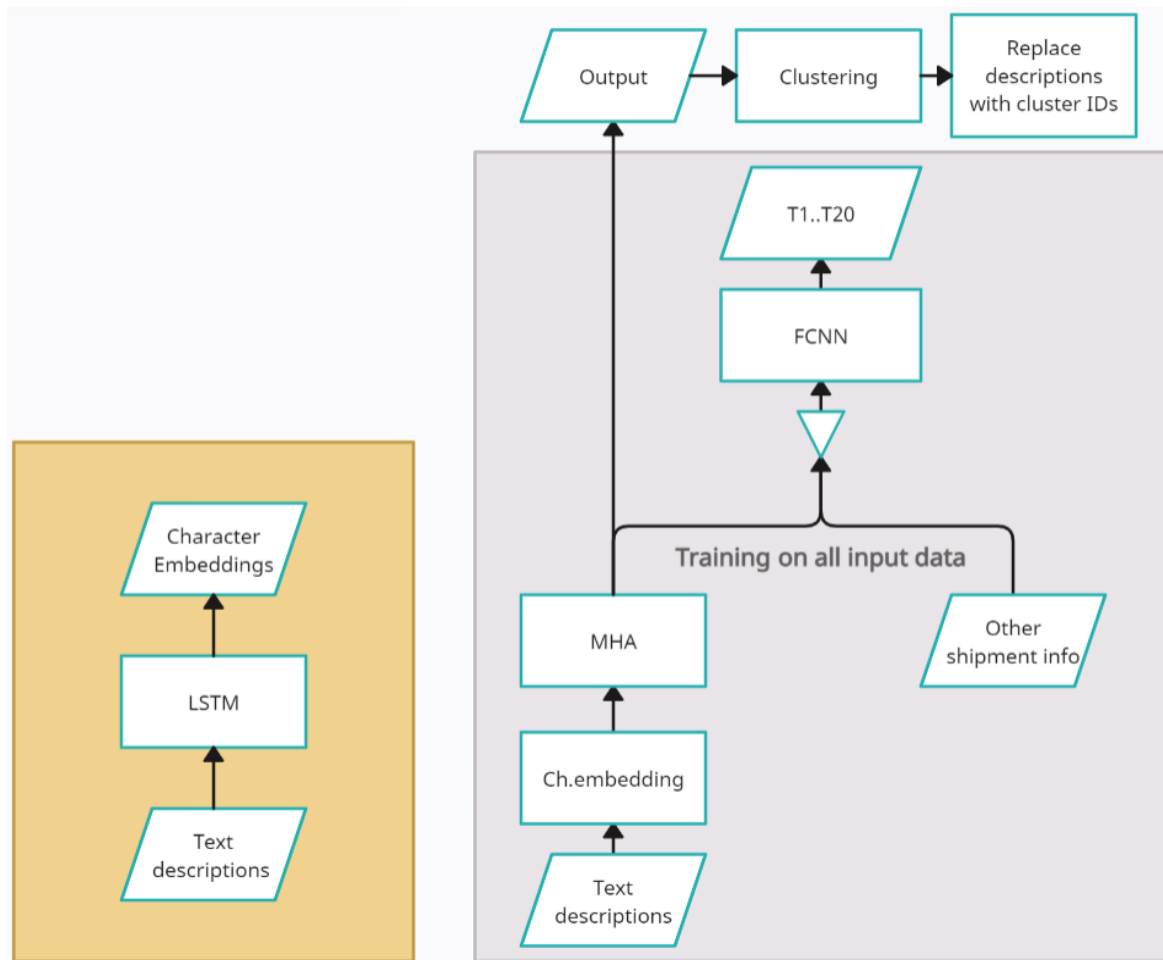 Output
Clustering
Replace
descriptions
with cluster IDs
T1..T20
FCNN
Training on all input data
MHA
Other
shipment info
Ch.embedding
Text
descriptions
Character
Embeddings
LSTM
Text
descriptions